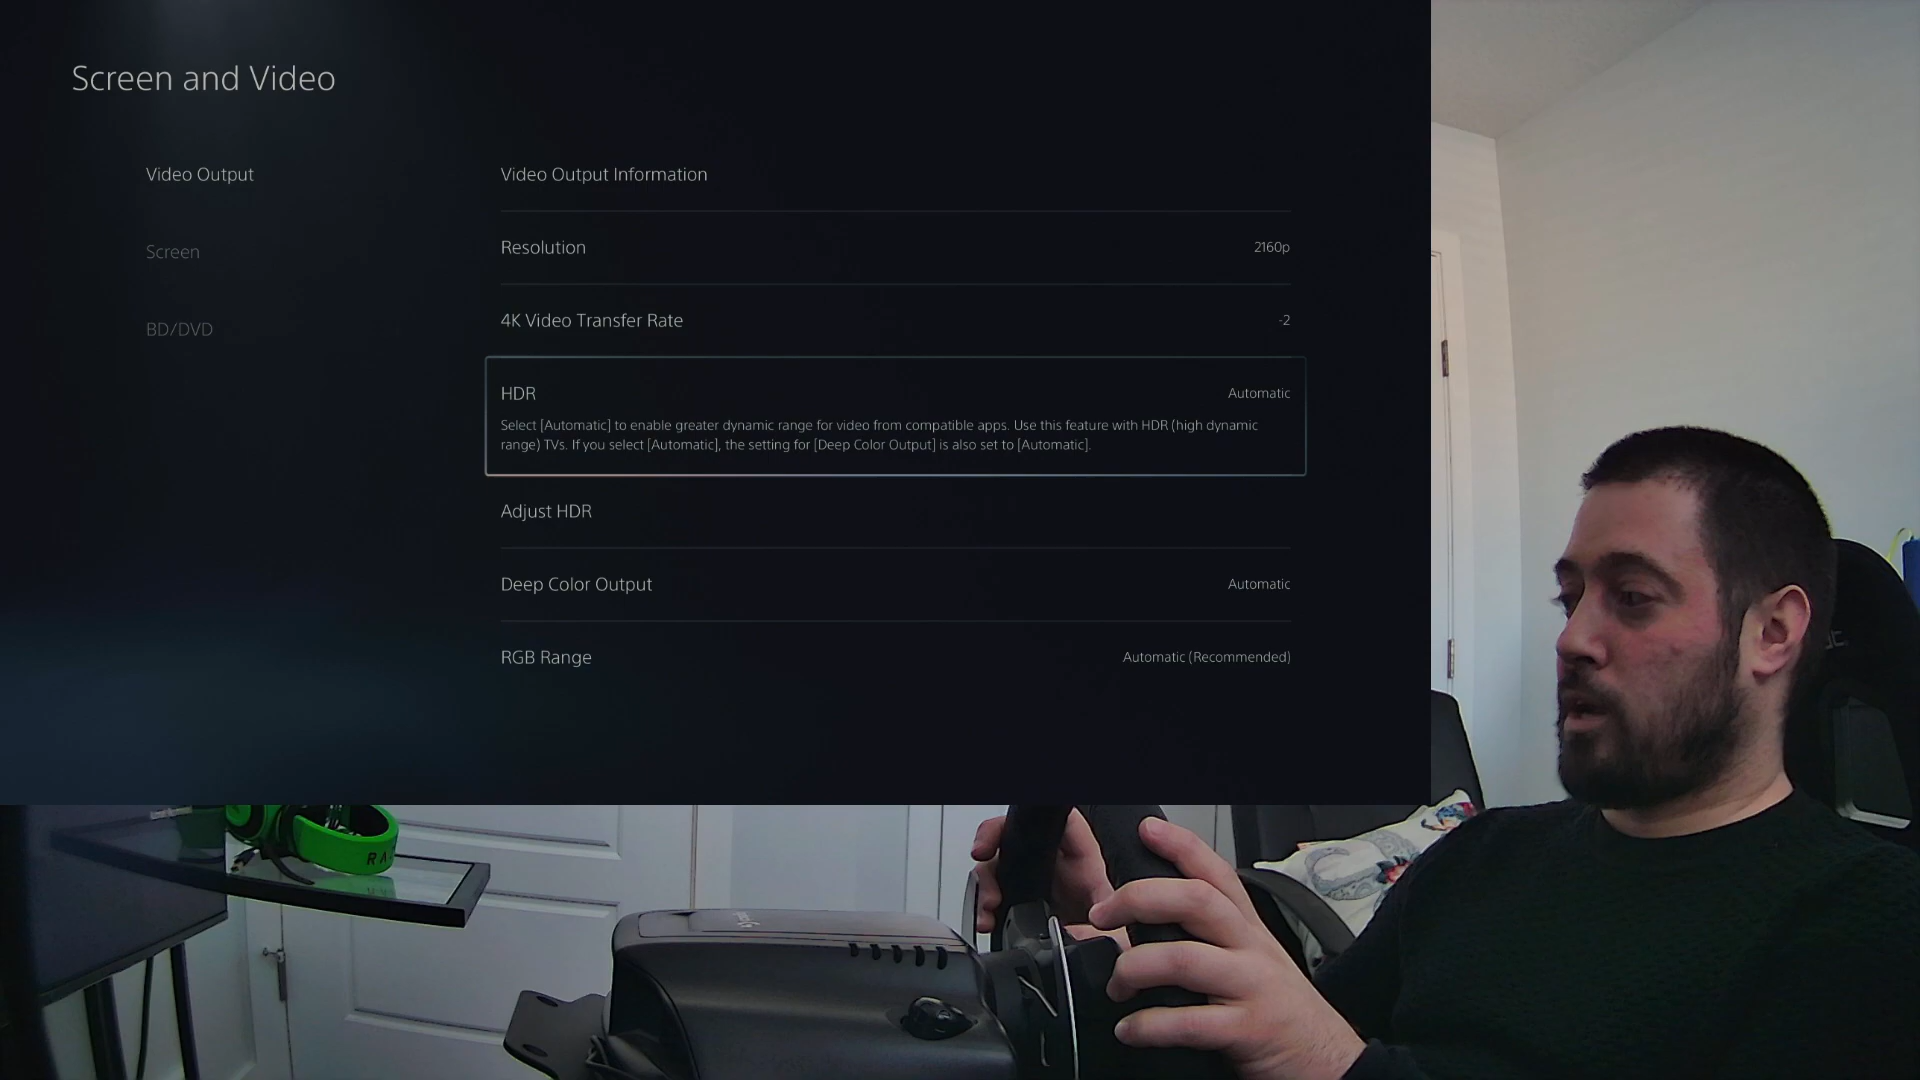 Screen and Video
Video Output
Screen
BD/DVD
Video Output Information
Resolution 2160p
4K Video Transfer Rate -2
HDR Automatic
Select [Automatic] to enable greater dynamic range for video from compatible apps. Use this feature with HDR (high dynamic
range) TVs. If you select [Automatic], the setting for [Deep Color Output] is also set to [Automatic].
Adjust HDR
Deep Color Output Automatic
RGB Range Automatic (Recommended)